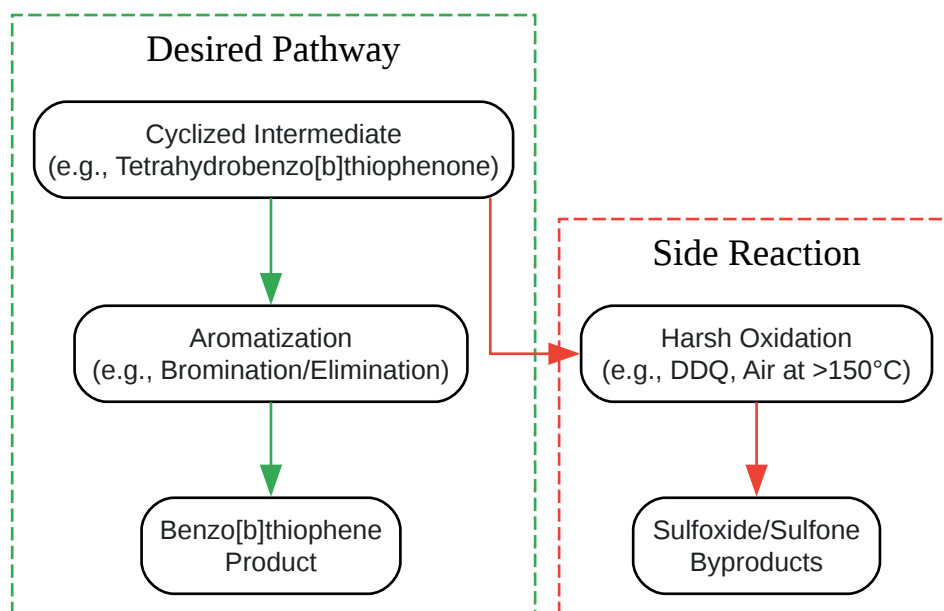 Desired Pathway
Cyclized Intermediate
(e.g., Tetrahydrobenzo[b]thiophenone)
Aromatization
(e.g., Bromination/Elimination)
Benzo[b]thiophene
Product
Side Reaction
Harsh Oxidation
(e.g., DDQ, Air at >150°C)
Sulfoxide/Sulfone
Byproducts